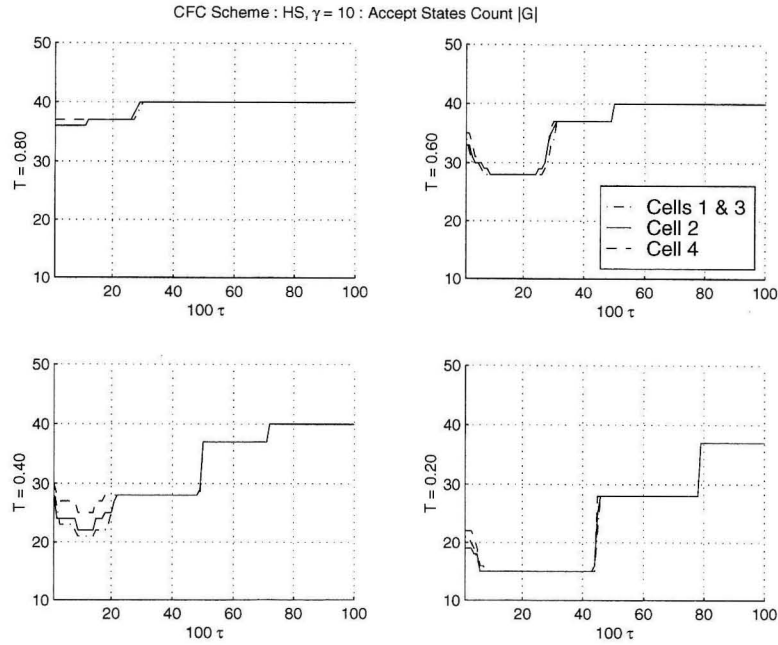 CFC Scheme : HS, γ = 10 : Accept States Count |G|
50
40
30
20
10
T = 0.80
20 40 60 80 100
100 τ
50
40
30
20
10
T = 0.60
Cells 1 & 3
Cell 2
Cell 4
20 40 60 80 100
100 τ
50
40
30
20
10
T = 0.40
20 40 60 80 100
100 τ
50
40
30
20
10
T = 0.20
20 40 60 80 100
100 τ